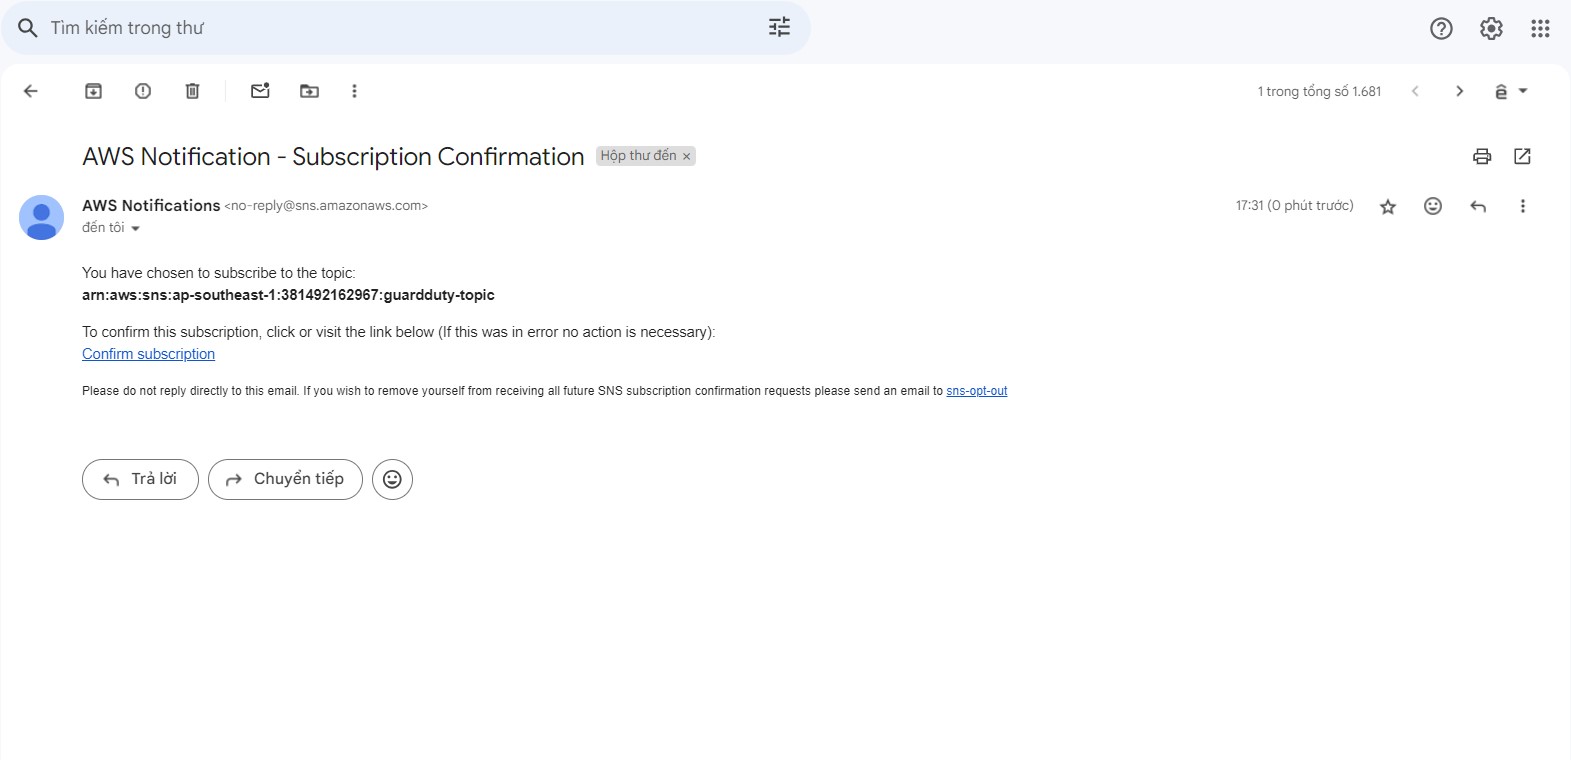 Tìm kiếm trong thư
1 trong tổng số 1.681
ê
AWS Notification - Subscription Confirmation Hộp thư đến ×
AWS Notifications <no-reply@sns.amazonaws.com> 17:31 (0 phút trước)
đến tôi
You have chosen to subscribe to the topic:
arn:aws:sns:ap-southeast-1:381492162967:guardduty-topic
To confirm this subscription, click or visit the link below (If this was in error no action is necessary):
Confirm subscription
Please do not reply directly to this email. If you wish to remove yourself from receiving all future SNS subscription confirmation requests please send an email to sns-opt-out
Trả lời Chuyển tiếp